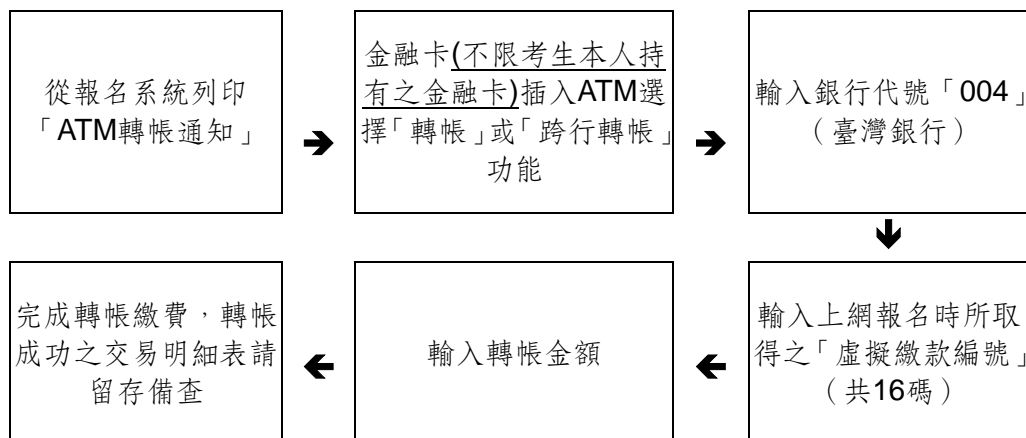 從報名系統列印
「ATM轉帳通知」
金融卡(不限考生本人持
有之金融卡)插入ATM選
擇「轉帳」或「跨行轉帳」
功能
輸入銀行代號「004」
（臺灣銀行）
輸入上網報名時所取
得之「虛擬繳款編號」
（共16碼）
輸入轉帳金額
完成轉帳繳費，轉帳
成功之交易明細表請
留存備查